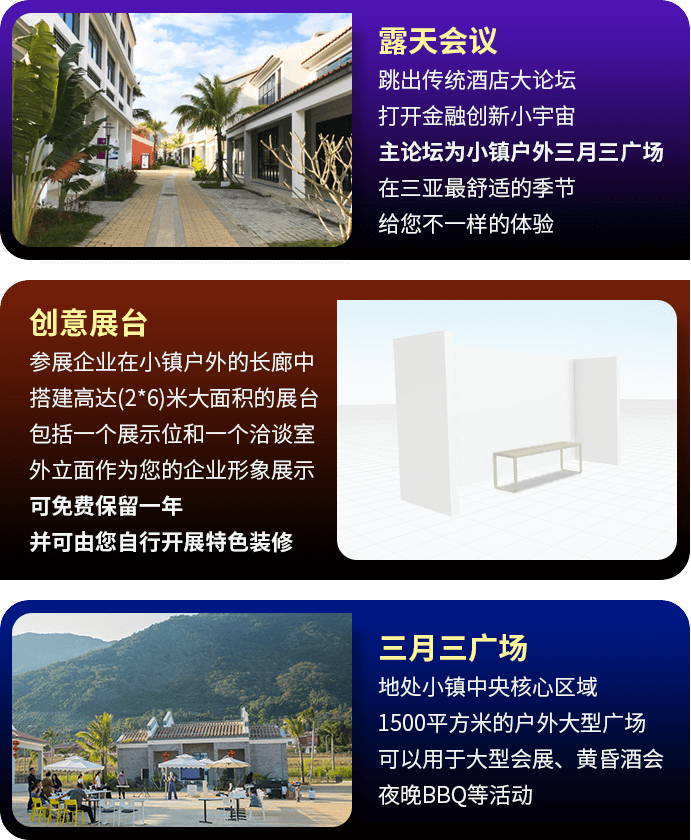 露天会议
跳出传统酒店大论坛
打开金融创新小宇宙
主论坛为小镇户外三月三广场
在三亚最舒适的季节
给您不一样的体验
创意展台
参展企业在小镇户外的长廊中
搭建高达(2*6)米大面积的展台
包括一个展示位和一个洽谈室
外立面作为您的企业形象展示
可免费保留一年
并可由您自行开展特色装修
三月三广场
地处小镇中央核心区域
1500平方米的户外大型广场
可以用于大型会展、黄昏酒会
夜晚BBQ等活动